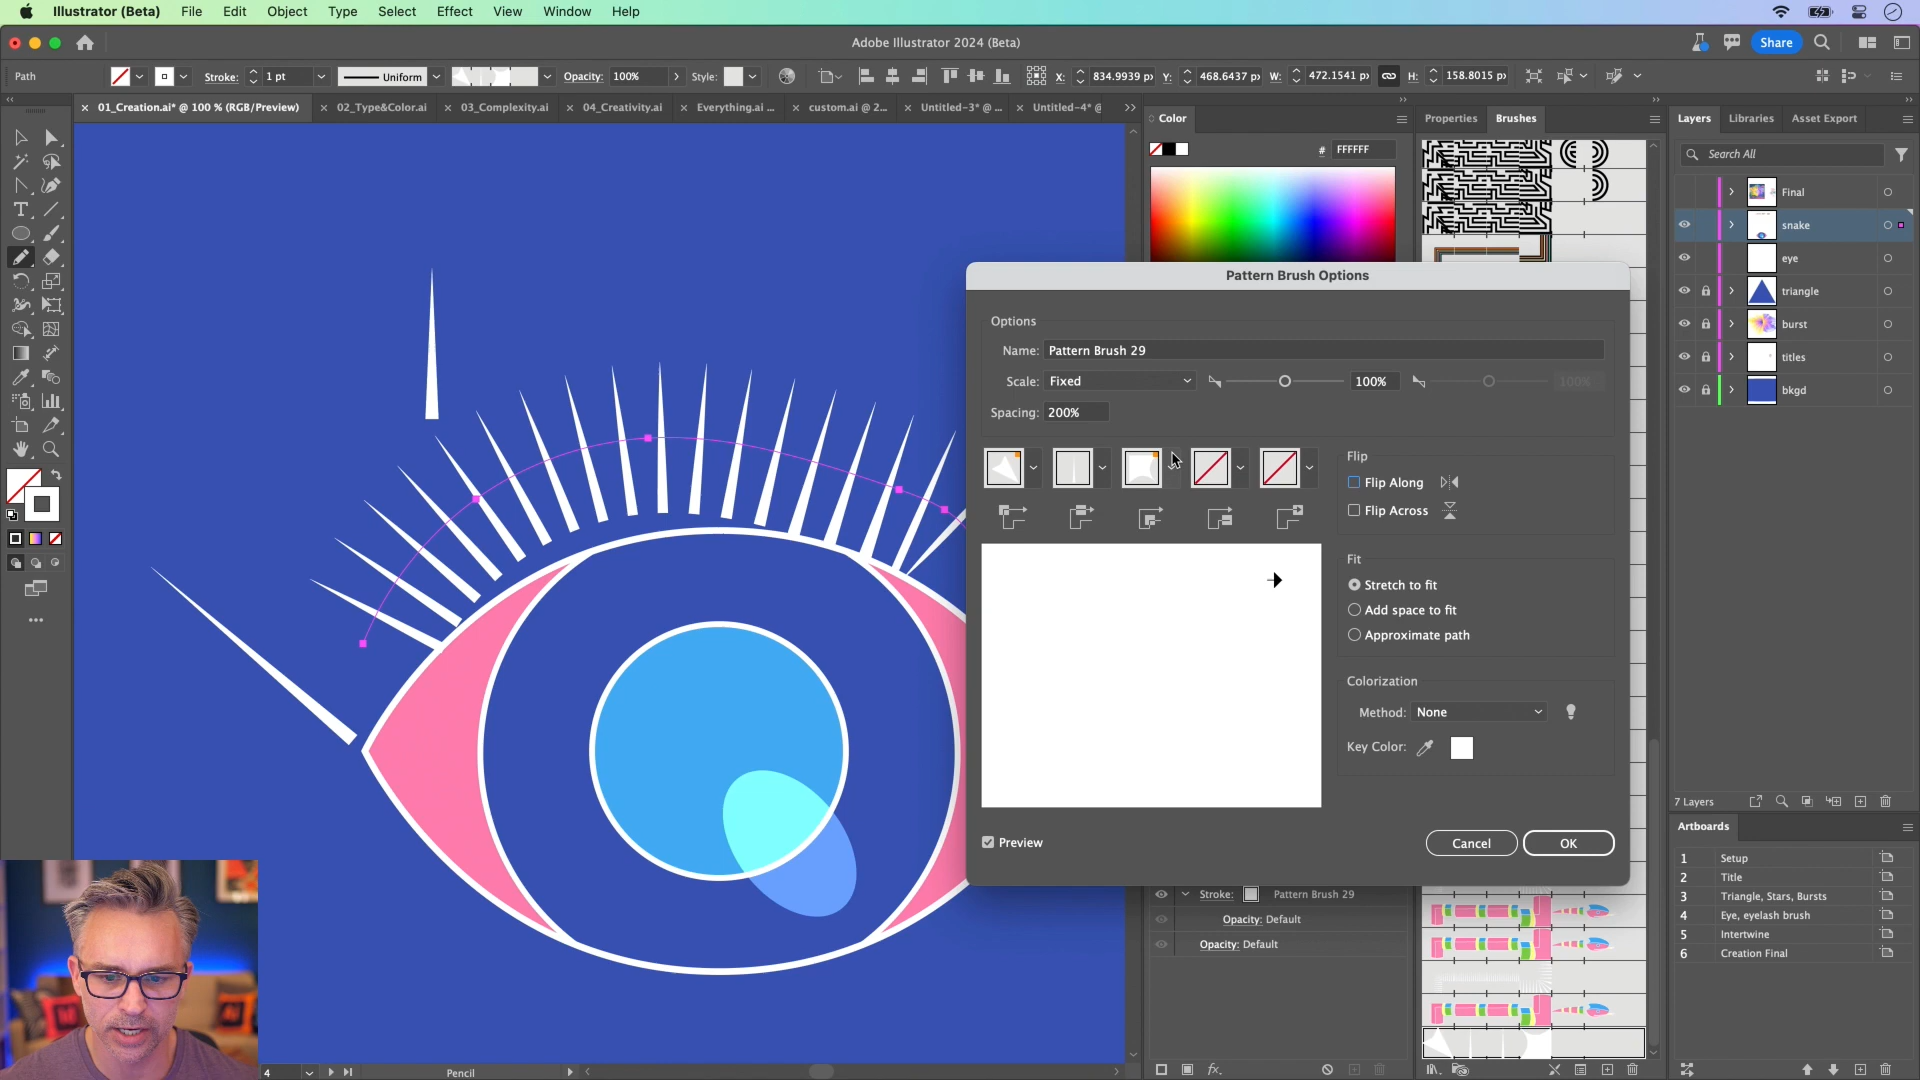 Illustrator (Beta) File Edit Object Type Select Effect View Window Help
Adobe Illustrator 2024 (Beta)
Share
Path
Stroke: 1 pt
Uniform
Opacity: 100%
Style:
X: 834.9939 p
Y: 468.6437 p
W: 472.1541 p
H: 158.8015 p
01_Creation.ai* @ 100 % (RGB/Preview)
02_Type&Color.ai
03_Complexity.ai
04_Creativity.ai
Everything.ai ...
custom.ai @ 2...
Untitled-3* @ ...
Untitled-4* @
Color
# FFFFFF
Properties
Brushes
Layers
Libraries
Asset Export
Search All
Final
snake
eye
triangle
burst
titles
bkgd
Pattern Brush Options
Options
Name: Pattern Brush 29
Scale: Fixed
100%
100%
Spacing: 200%
Flip
Flip Along
Flip Across
Fit
Stretch to fit
Add space to fit
Approximate path
Colorization
Method: None
Key Color:
Preview
Cancel
OK
7 Layers
Artboards
1 Setup
2 Title
3 Triangle, Stars, Bursts
4 Eye, eyelash brush
5 Intertwine
6 Creation Final
Stroke: Pattern Brush 29
Opacity: Default
Opacity: Default
fx.
4
Pencil